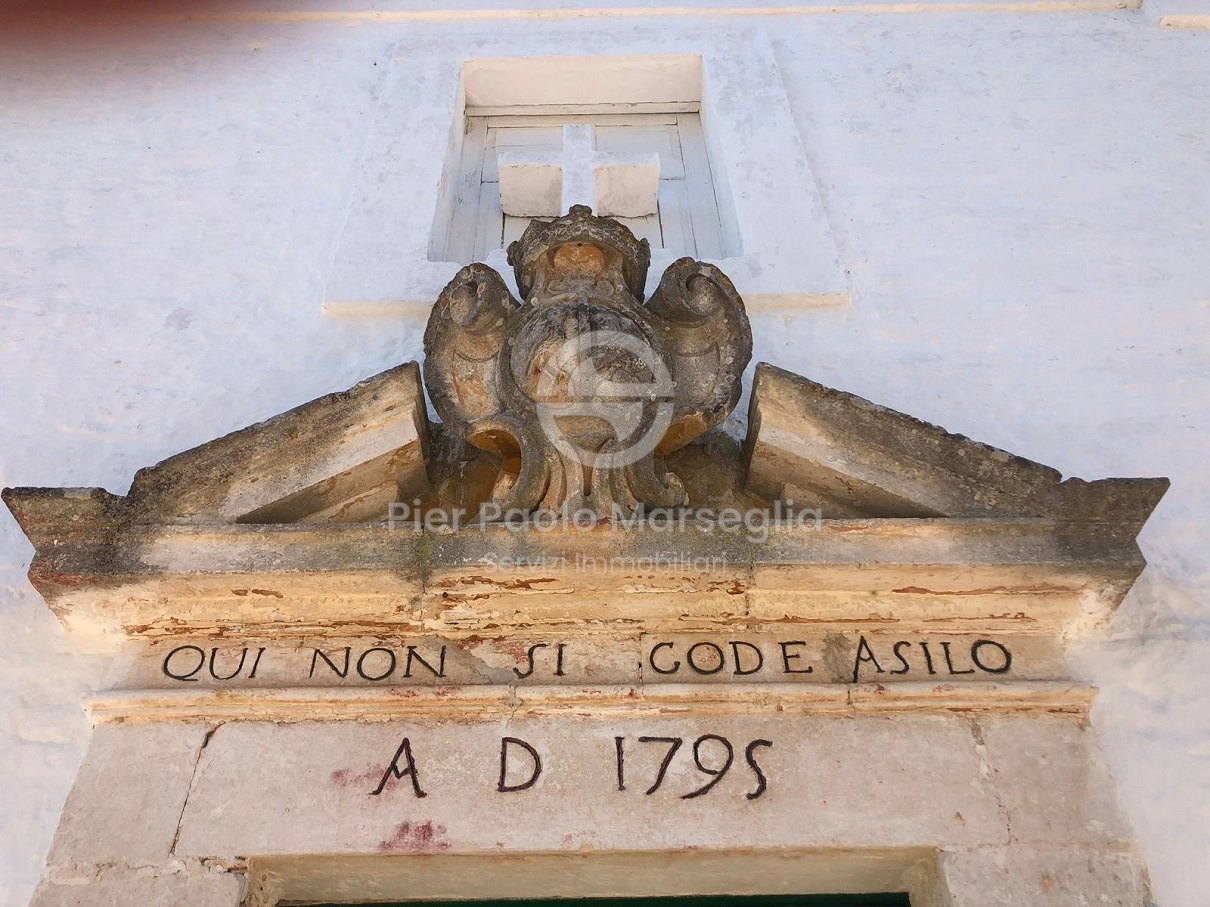 Pier Paolo Marseglia
Servizi Immobiliari
QUI NON SI GODE ASILO
A D 1795